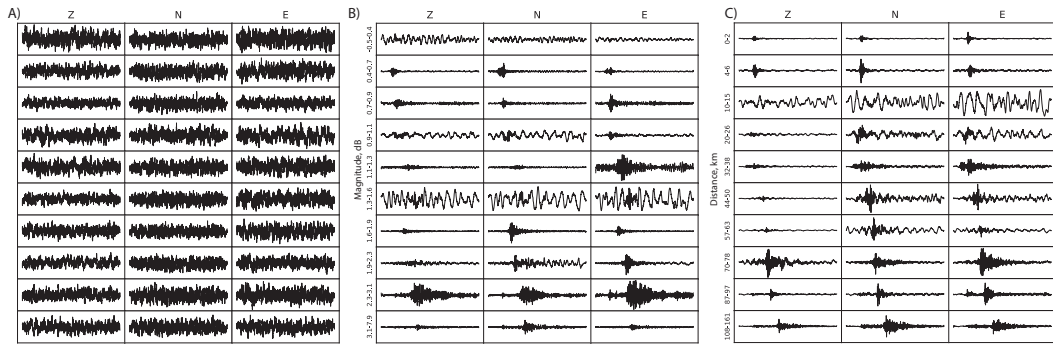 A)
Z N E
B)
Z N E
Magnitude, dB
-0.5-0.4
0.4-0.7
0.7-0.9
0.9-1.1
1.1-1.3
1.3-1.6
1.6-1.9
1.9-2.3
2.3-3.1
3.1-7.9
C)
Z N E
Distance, km
0-2
4-6
10-15
20-26
32-38
44-50
57-63
70-78
87-97
108-161